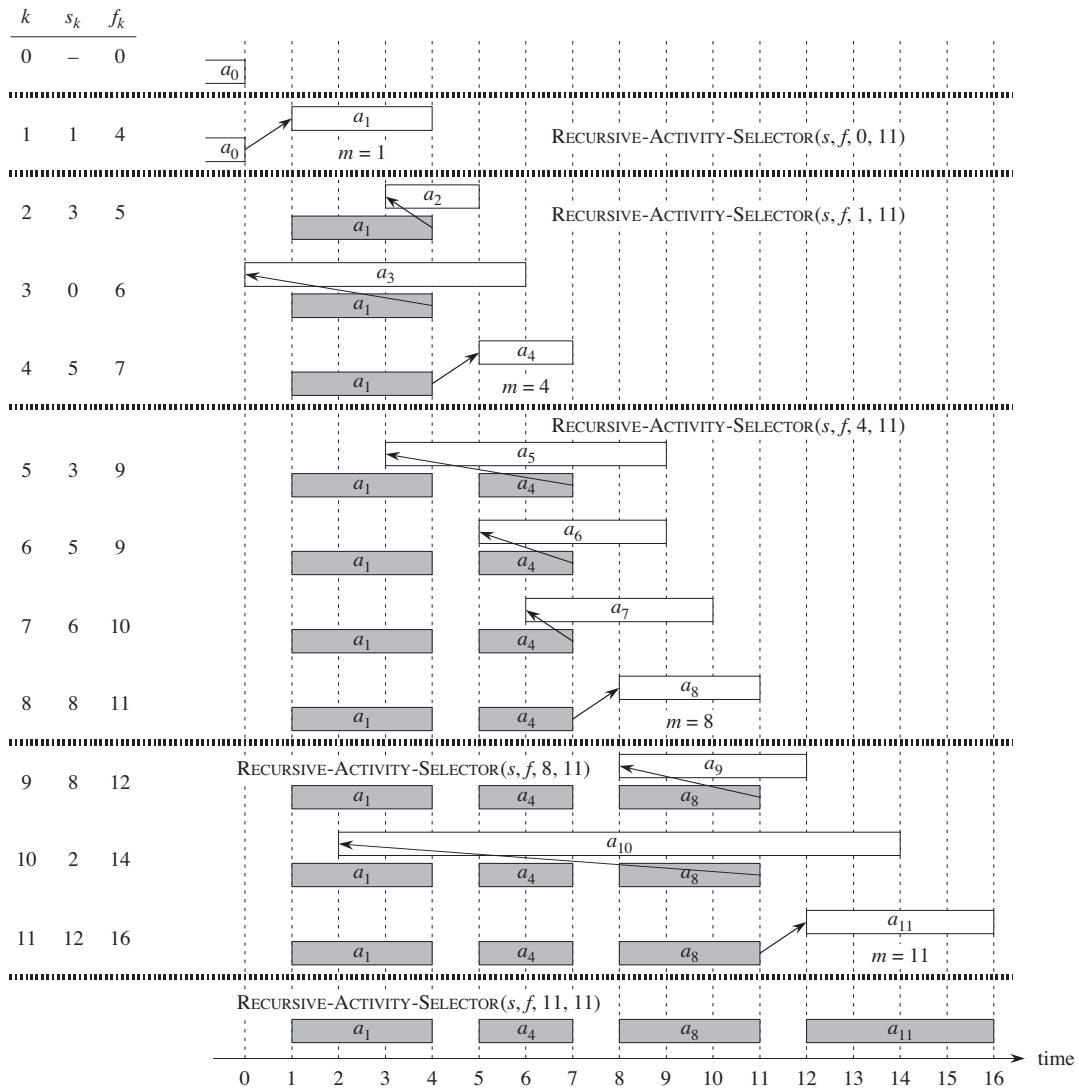 k s_k f_k
0 – 0
a_0
1 1 4
a_1
a_0
m = 1
RECURSIVE-ACTIVITY-SELECTOR(s, f, 0, 11)
2 3 5
a_2
RECURSIVE-ACTIVITY-SELECTOR(s, f, 1, 11)
a_1
3 0 6
a_3
a_1
4 5 7
a_4
a_1
m = 4
RECURSIVE-ACTIVITY-SELECTOR(s, f, 4, 11)
5 3 9
a_5
a_1 a_4
6 5 9
a_6
a_1 a_4
7 6 10
a_7
a_1 a_4
8 8 11
a_8
a_1 a_4
m = 8
RECURSIVE-ACTIVITY-SELECTOR(s, f, 8, 11)
9 8 12
a_9
a_1 a_4 a_8
10 2 14
a_10
a_1 a_4 a_8
11 12 16
a_11
a_1 a_4 a_8
m = 11
RECURSIVE-ACTIVITY-SELECTOR(s, f, 11, 11)
a_1 a_4 a_8 a_11
time
0 1 2 3 4 5 6 7 8 9 10 11 12 13 14 15 16